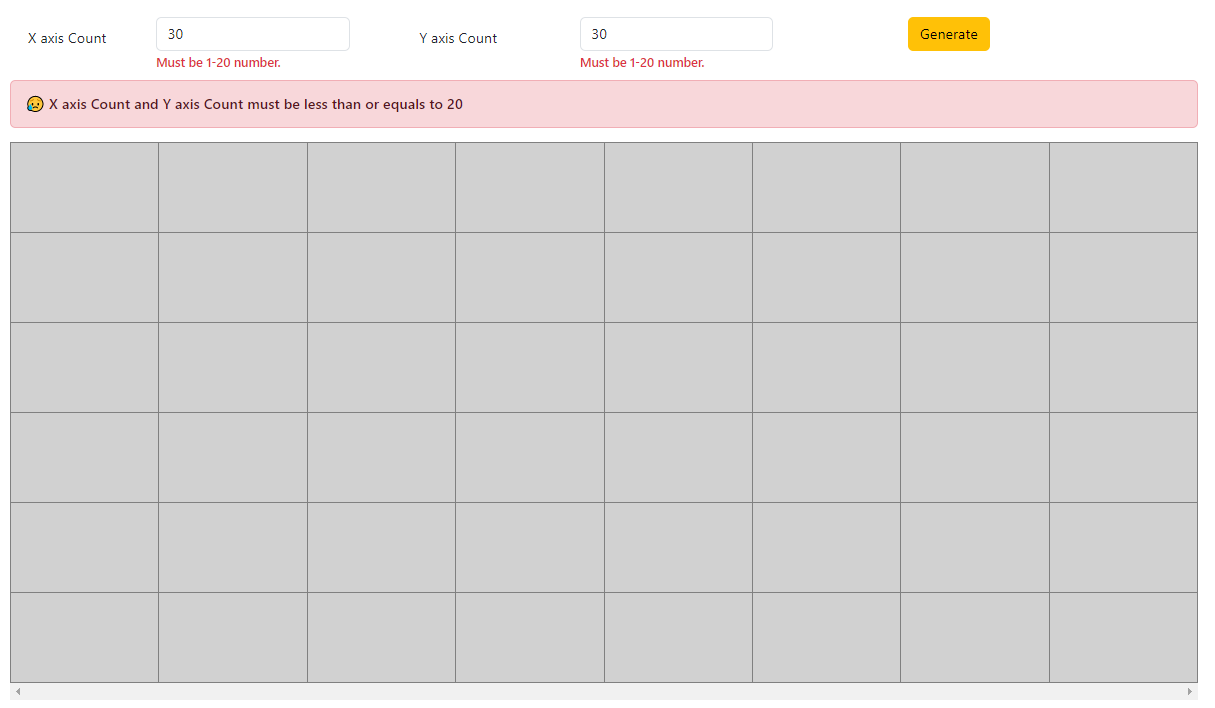 X axis Count 30 Y axis Count 30 Generate
Must be 1-20 number. Must be 1-20 number.
😥 X axis Count and Y axis Count must be less than or equals to 20